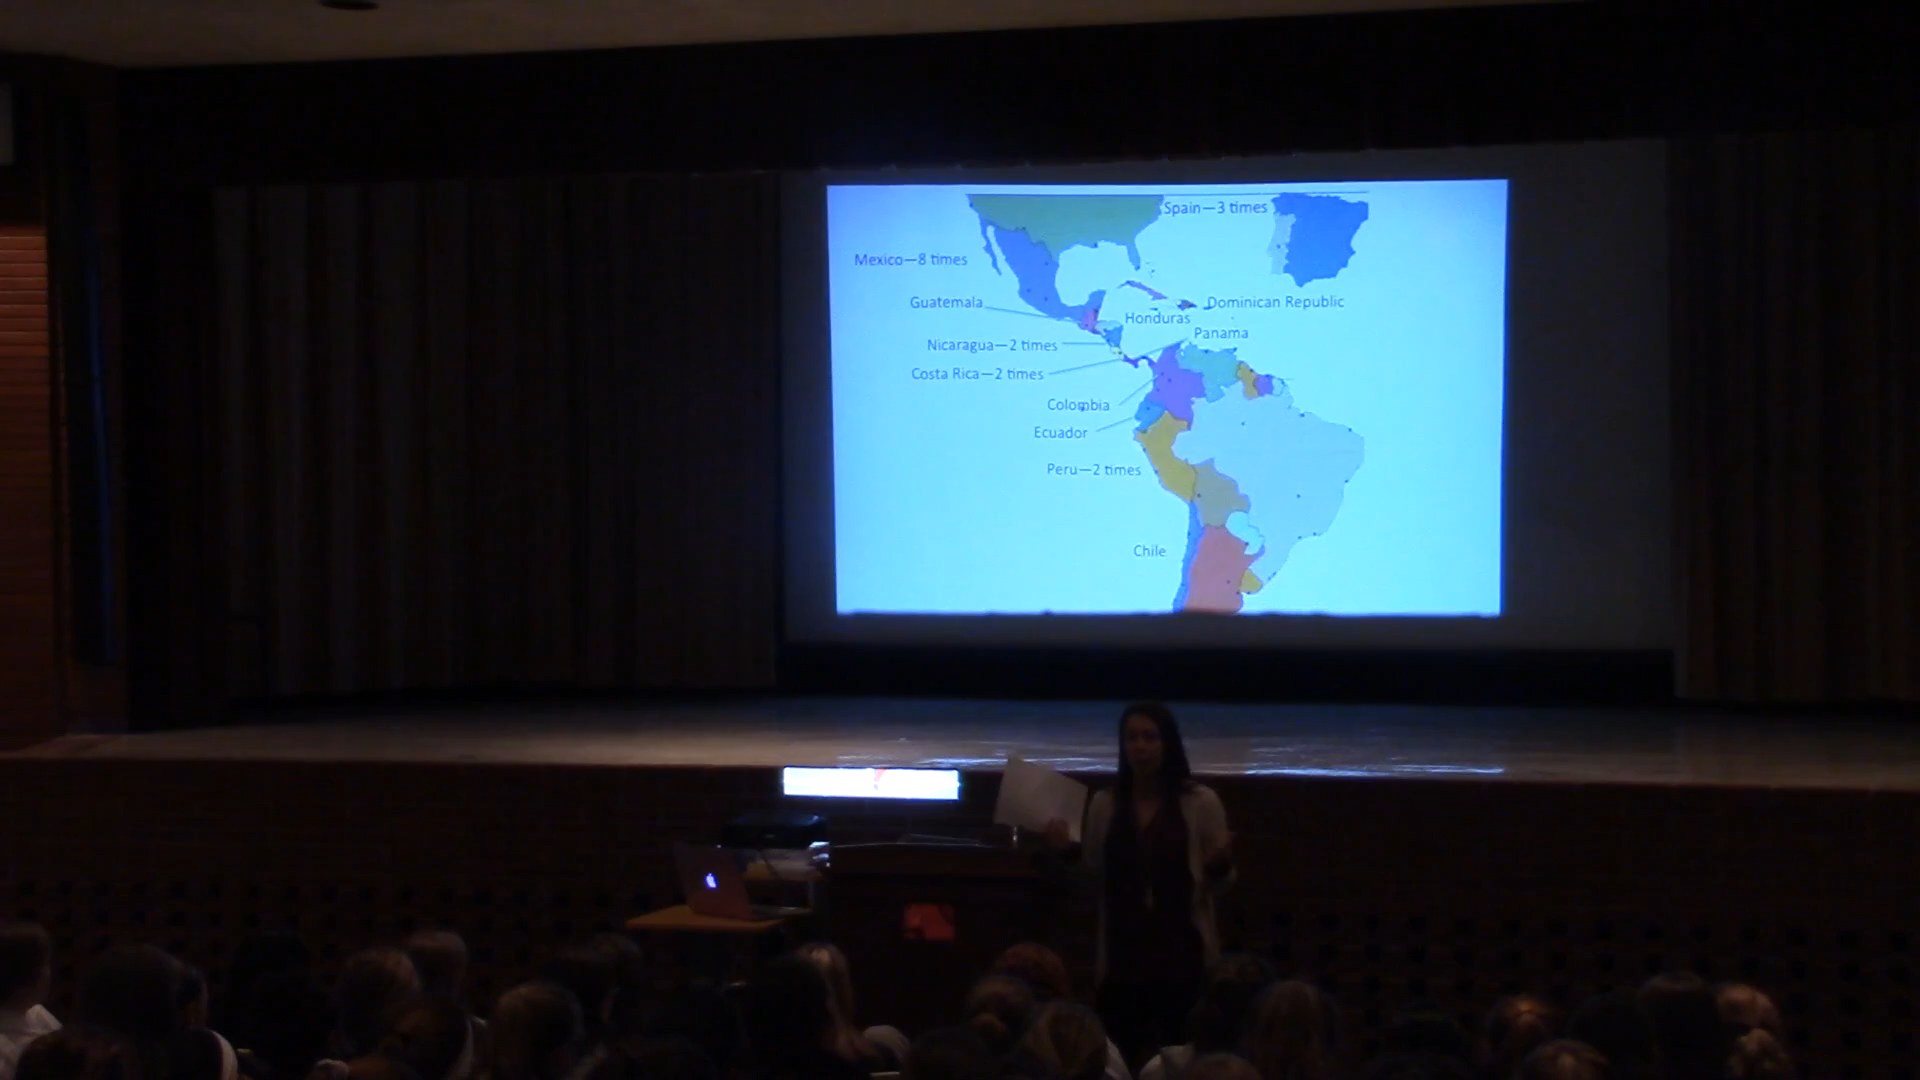 Spain—3 times
Mexico—8 times
Guatemala
Dominican Republic
Honduras
Panama
Nicaragua—2 times
Costa Rica—2 times
Colombia
Ecuador
Peru—2 times
Chile